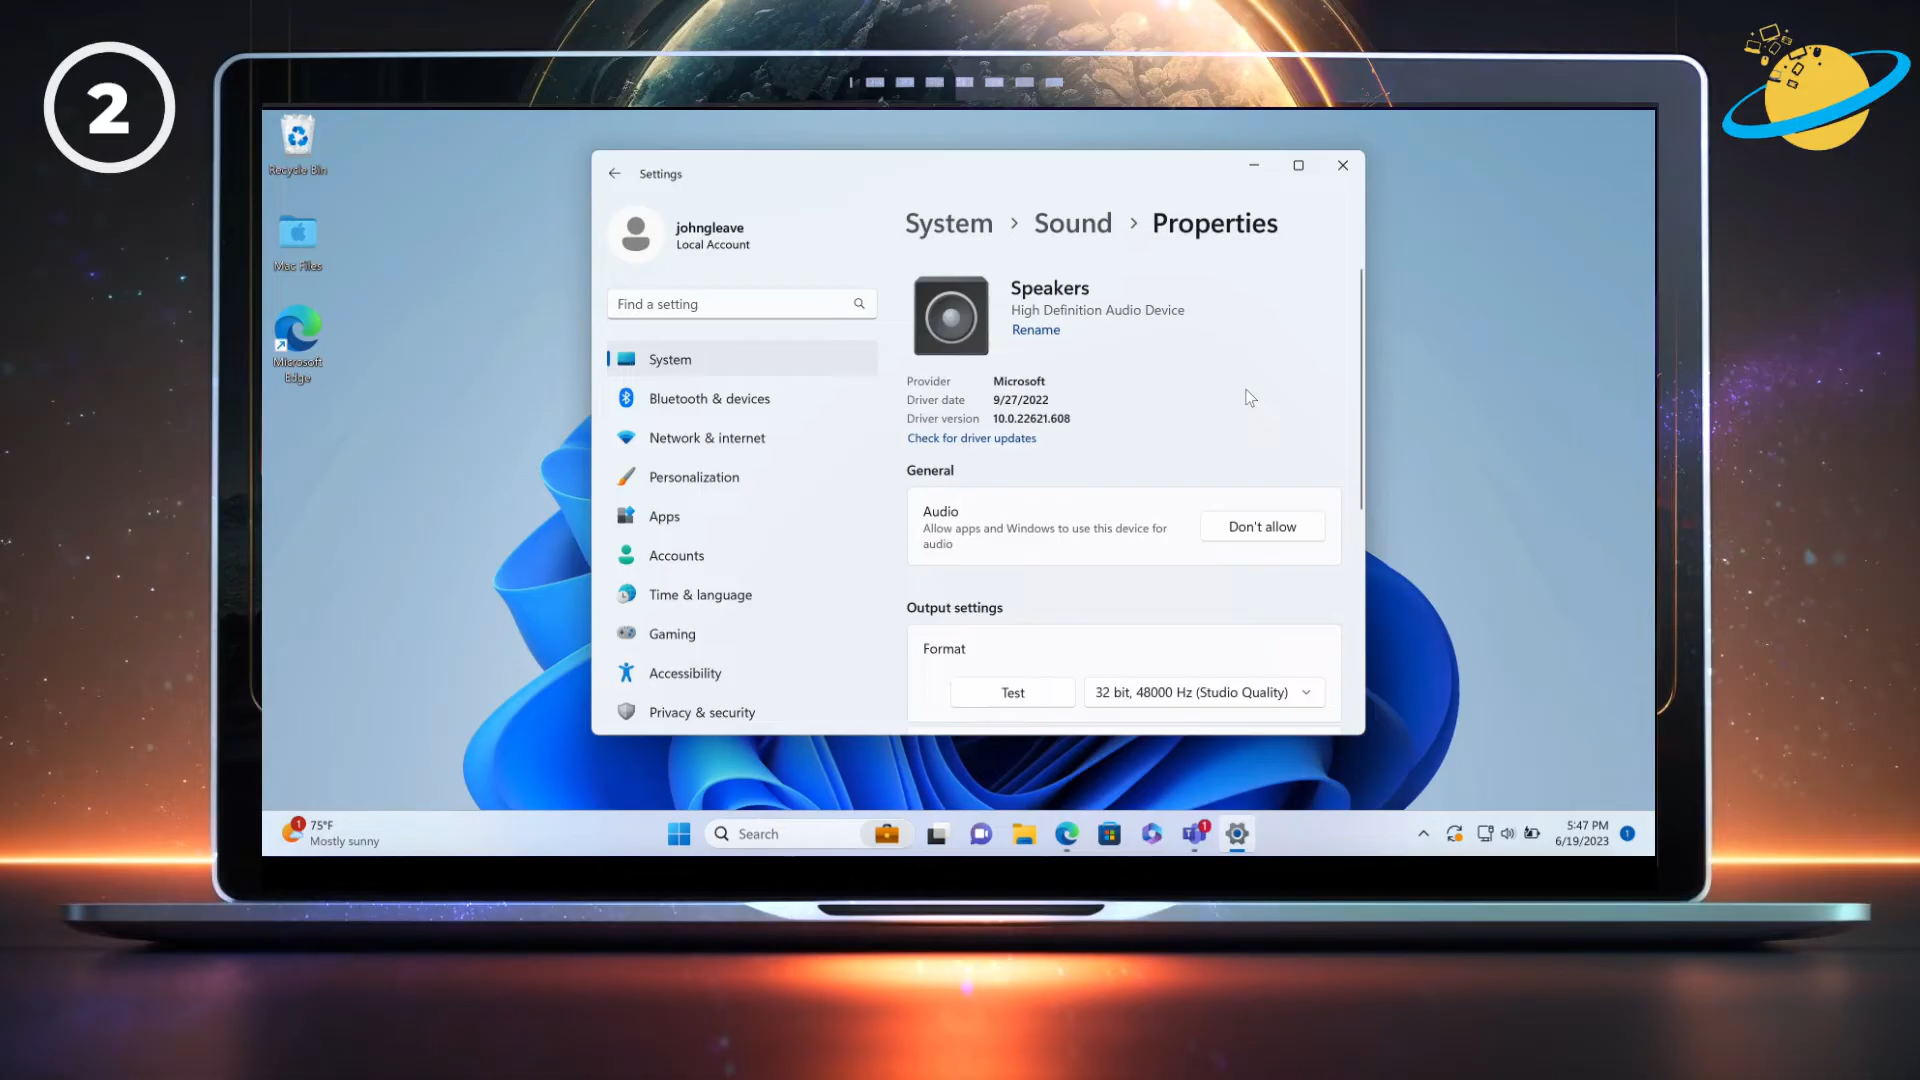 2
Recycle Bin
Mac Files
Microsoft
Edge
Settings
johngleave
Local Account
Find a setting
System
Bluetooth & devices
Network & internet
Personalization
Apps
Accounts
Time & language
Gaming
Accessibility
Privacy & security
System > Sound > Properties
Speakers
High Definition Audio Device
Rename
Provider Microsoft
Driver date 9/27/2022
Driver version 10.0.22621.608
Check for driver updates
General
Audio
Allow apps and Windows to use this device for
audio
Don't allow
Output settings
Format
Test
32 bit, 48000 Hz (Studio Quality)
1
75°F
Mostly sunny
Search
1
5:47 PM
6/19/2023
1